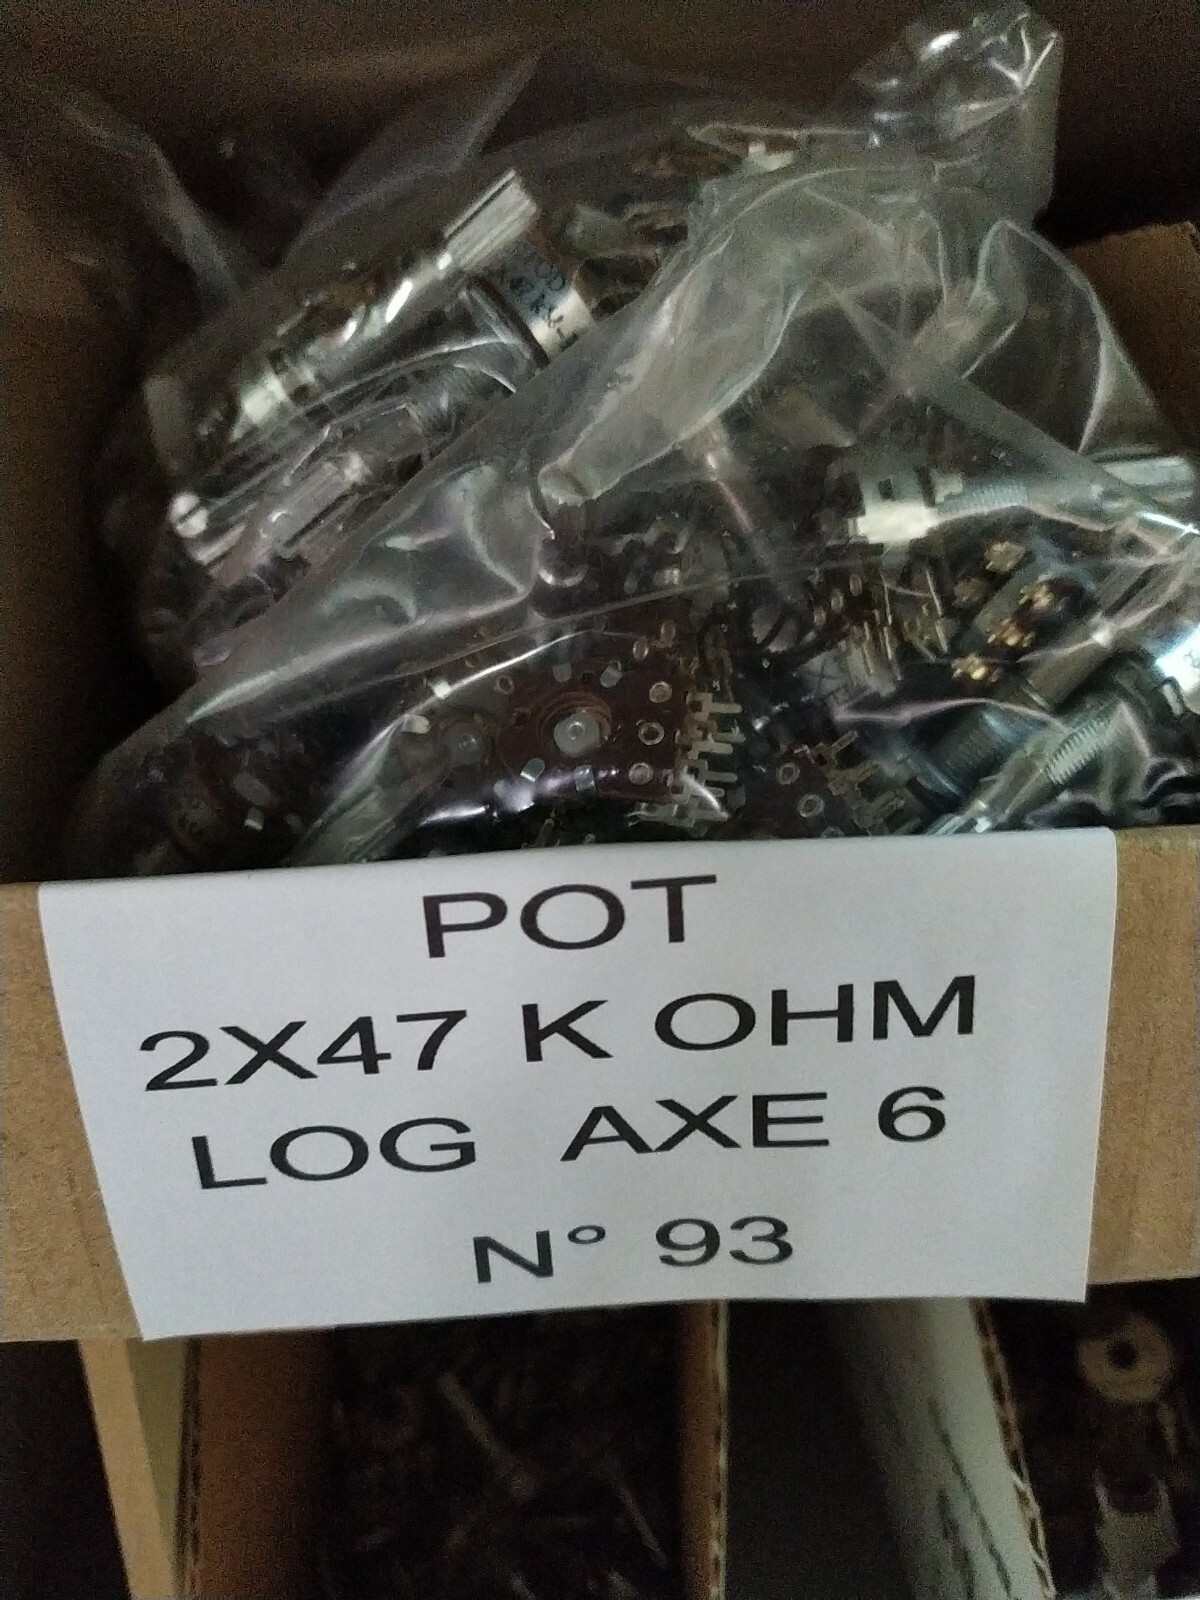 POT
2X47 K OHM
LOG AXE 6
N° 93